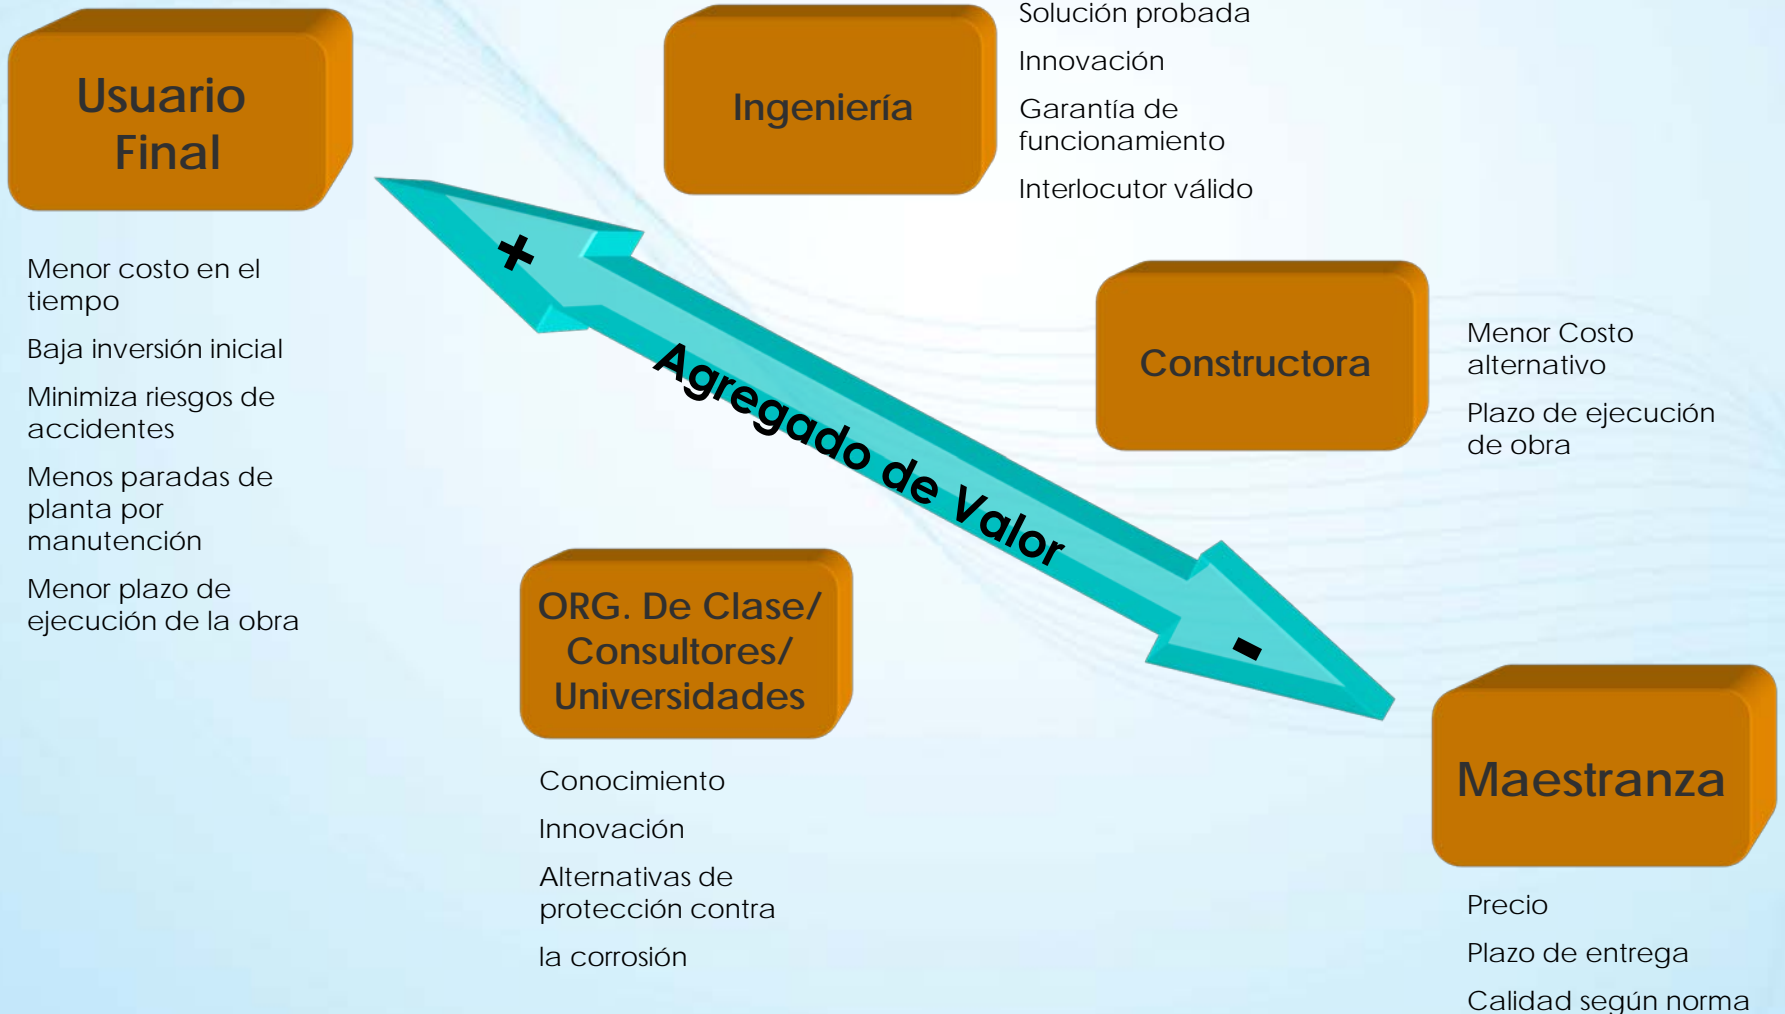 Usuario
Final
Menor costo en el
tiempo
Baja inversión inicial
Minimiza riesgos de
accidentes
Menos paradas de
planta por
manutención
Menor plazo de
ejecución de la obra
Ingeniería
Solución probada
Innovación
Garantía de
funcionamiento
Interlocutor válido
+
Agregado de Valor
-
Constructora
Menor Costo
alternativo
Plazo de ejecución
de obra
ORG. De Clase/
Consultores/
Universidades
Conocimiento
Innovación
Alternativas de
protección contra
la corrosión
Maestranza
Precio
Plazo de entrega
Calidad según norma